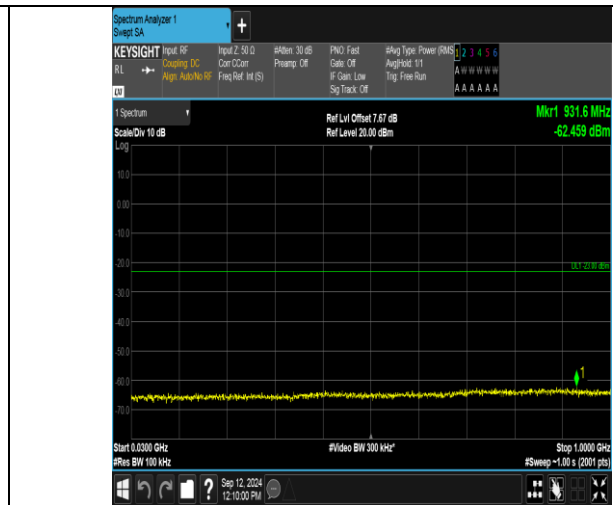 Spectrum Analyzer 1
Swept SA
+
KEYSIGHT
RL
LXI
Input: RF
Coupling: DC
Align: Auto/No RF
Input Z: 50 Ω
Corr CCorr
Freq Ref: Int (S)
#Atten: 30 dB
Preamp: Off
PNO: Fast
Gate: Off
IF Gain: Low
Sig Track: Off
#Avg Type: Power (RMS
Avg|Hold: 1/1
Trig: Free Run
1 2 3 4 5 6
A W W W W W
A A A A A A
1 Spectrum
Scale/Div 10 dB
Log
Ref Lvl Offset 7.67 dB
Ref Level 20.00 dBm
Mkr1 931.6 MHz
-62.459 dBm
10.0
0.00
-10.0
-20.0
DL1 -23.00 dBm
-30.0
-40.0
-50.0
1
-60.0
-70.0
Start 0.0300 GHz
#Res BW 100 kHz
#Video BW 300 kHz*
Stop 1.0000 GHz
#Sweep ~1.00 s (2001 pts)
?
Sep 12, 2024
12:10:00 PM